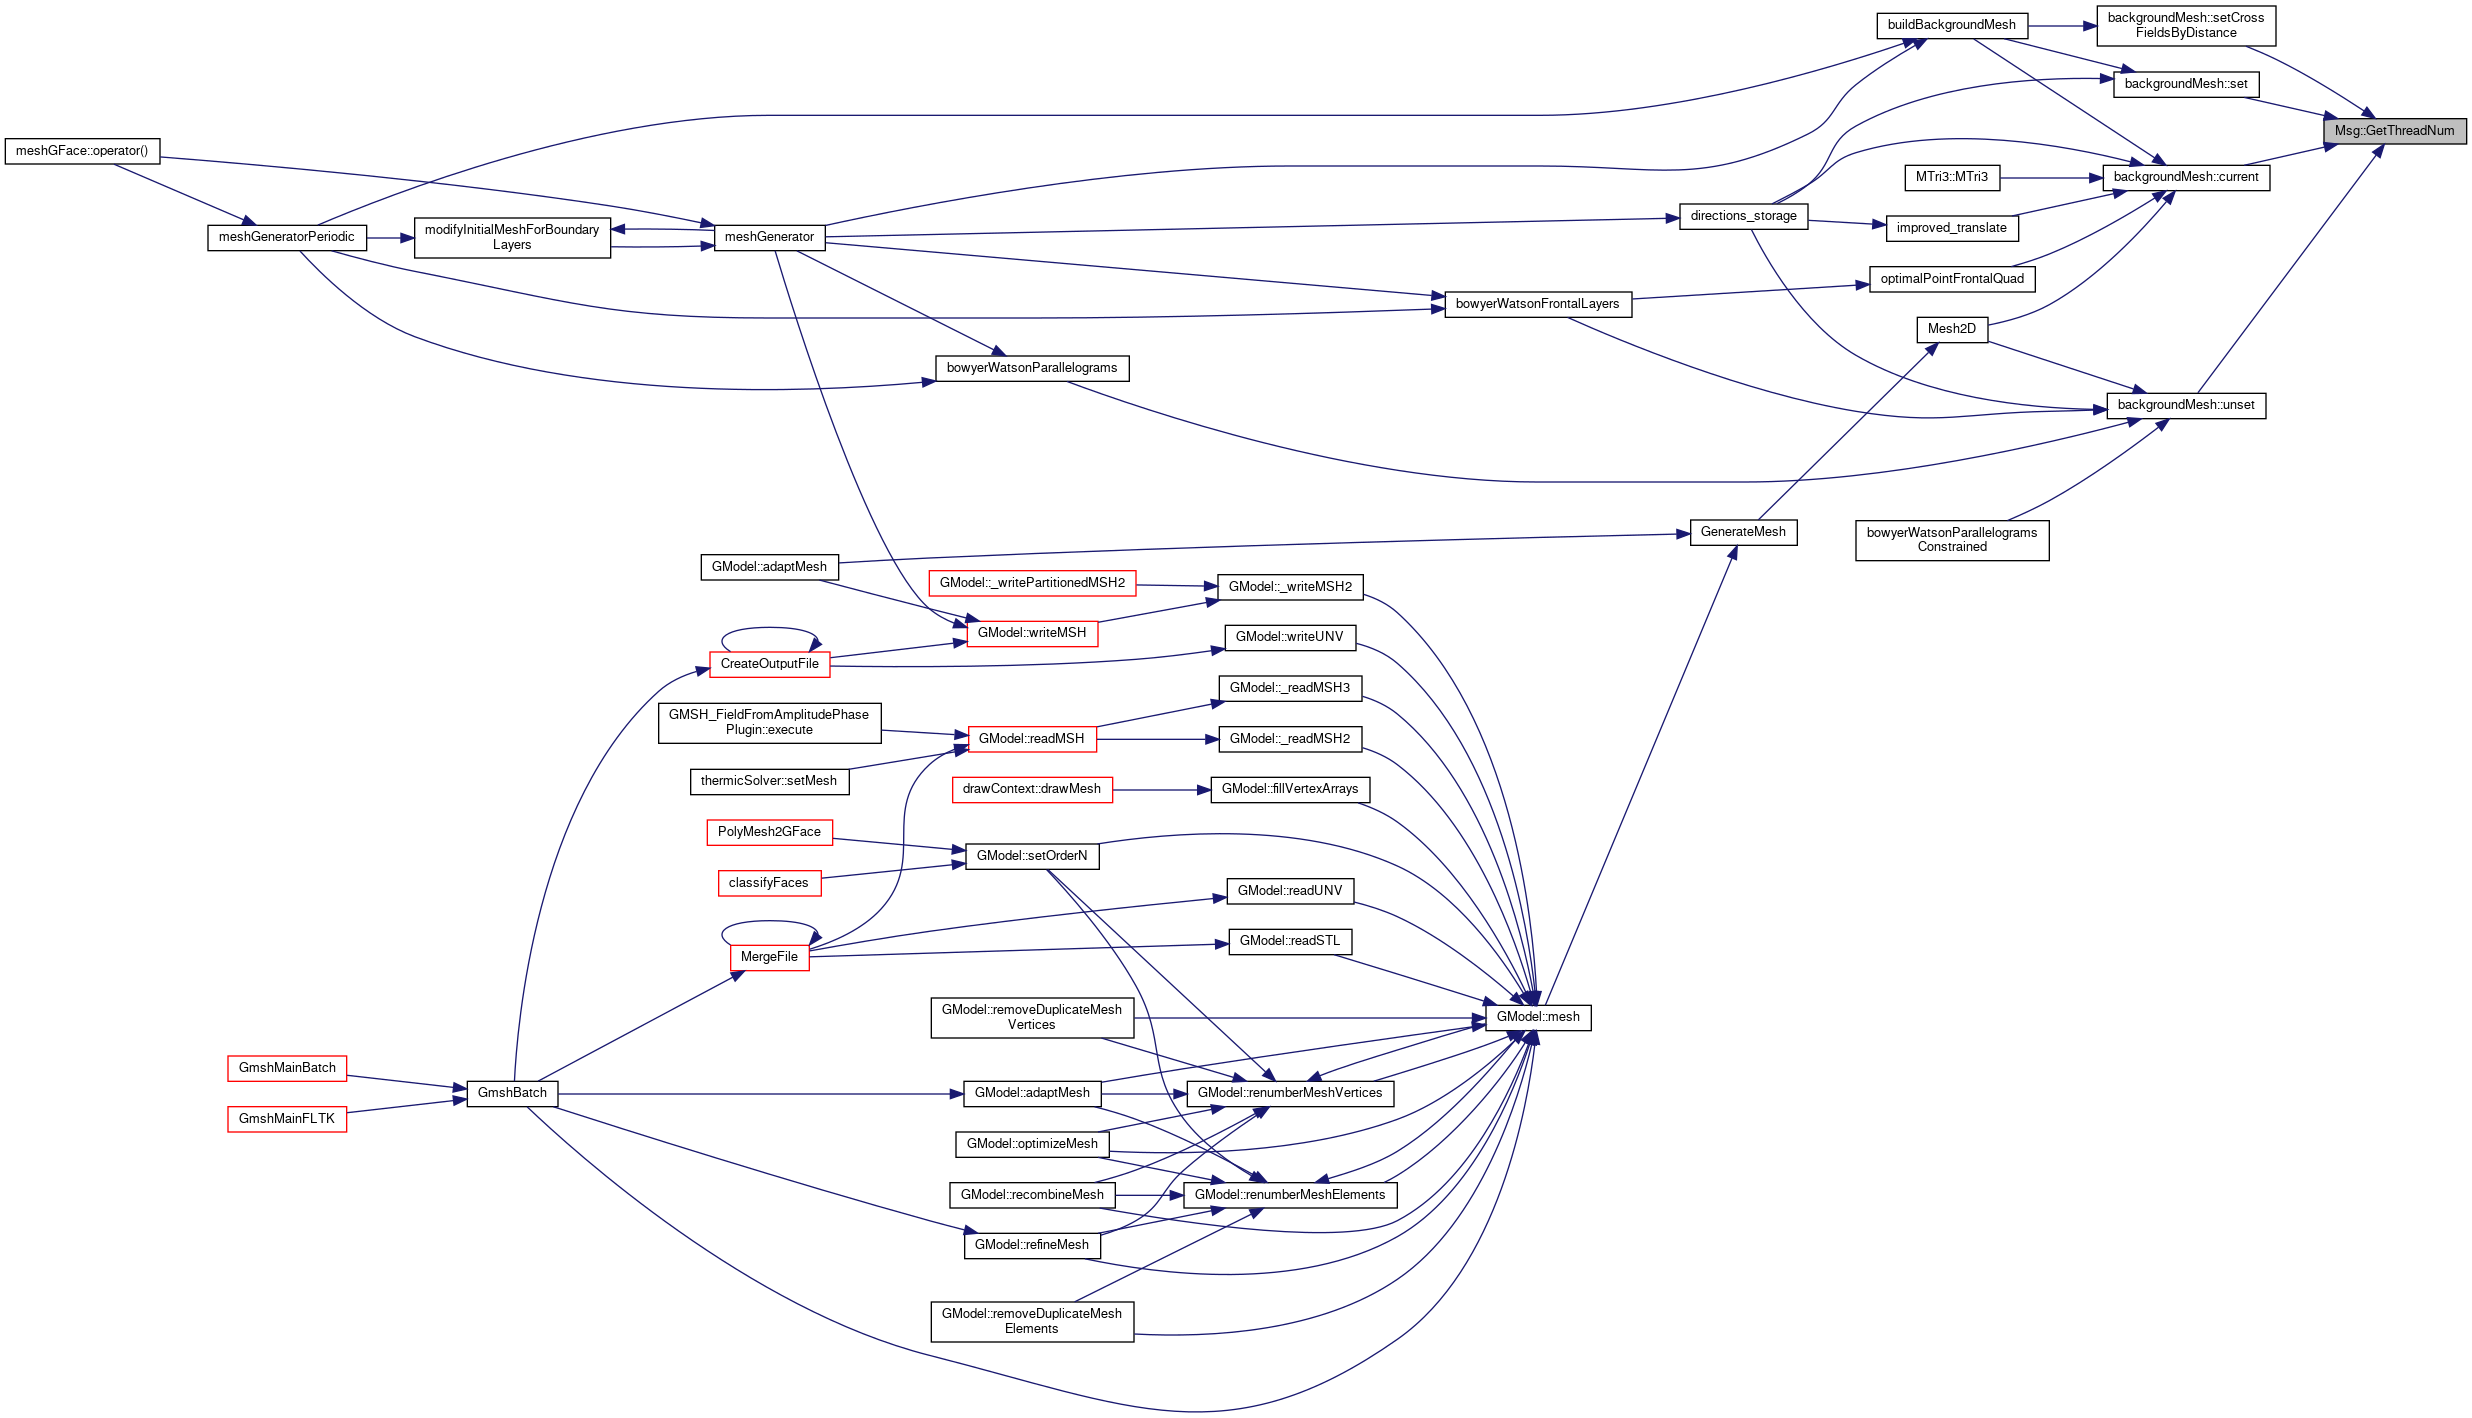 buildBackgroundMesh
backgroundMesh::setCross
FieldsByDistance
backgroundMesh::set
Msg::GetThreadNum
meshGFace::operator()
MTri3::MTri3
backgroundMesh::current
directions_storage
improved_translate
meshGeneratorPeriodic
modifyInitialMeshForBoundary
Layers
meshGenerator
optimalPointFrontalQuad
bowyerWatsonFrontalLayers
Mesh2D
bowyerWatsonParallelograms
backgroundMesh::unset
GenerateMesh
bowyerWatsonParallelograms
Constrained
GModel::adaptMesh
GModel::_writePartitionedMSH2
GModel::_writeMSH2
GModel::writeMSH
GModel::writeUNV
CreateOutputFile
GModel::_readMSH3
GMSH_FieldFromAmplitudePhase
Plugin::execute
GModel::readMSH
GModel::_readMSH2
thermicSolver::setMesh
drawContext::drawMesh
GModel::fillVertexArrays
PolyMesh2GFace
GModel::setOrderN
classifyFaces
GModel::readUNV
GModel::readSTL
MergeFile
GModel::removeDuplicateMesh
Vertices
GModel::mesh
GmshMainBatch
GmshBatch
GModel::adaptMesh
GModel::renumberMeshVertices
GmshMainFLTK
GModel::optimizeMesh
GModel::recombineMesh
GModel::renumberMeshElements
GModel::refineMesh
GModel::removeDuplicateMesh
Elements